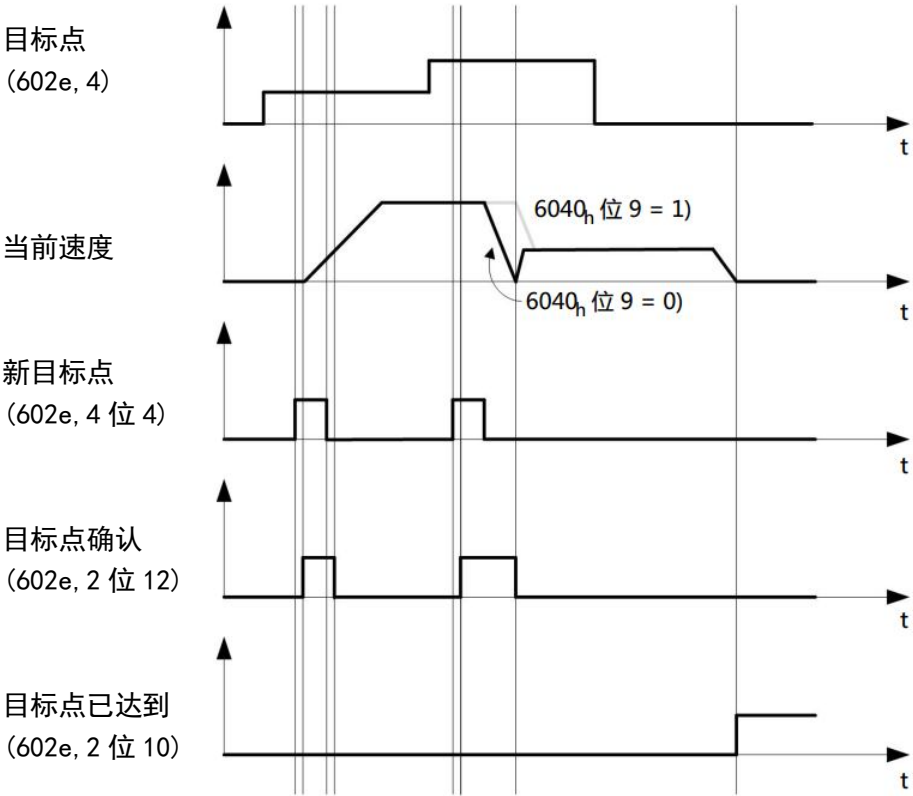 目标点
(602e,4)
t
当前速度
6040h 位 9 = 1)
6040h 位 9 = 0)
t
新目标点
(602e,4 位 4)
t
目标点确认
(602e,2 位 12)
t
目标点已达到
(602e,2 位 10)
t